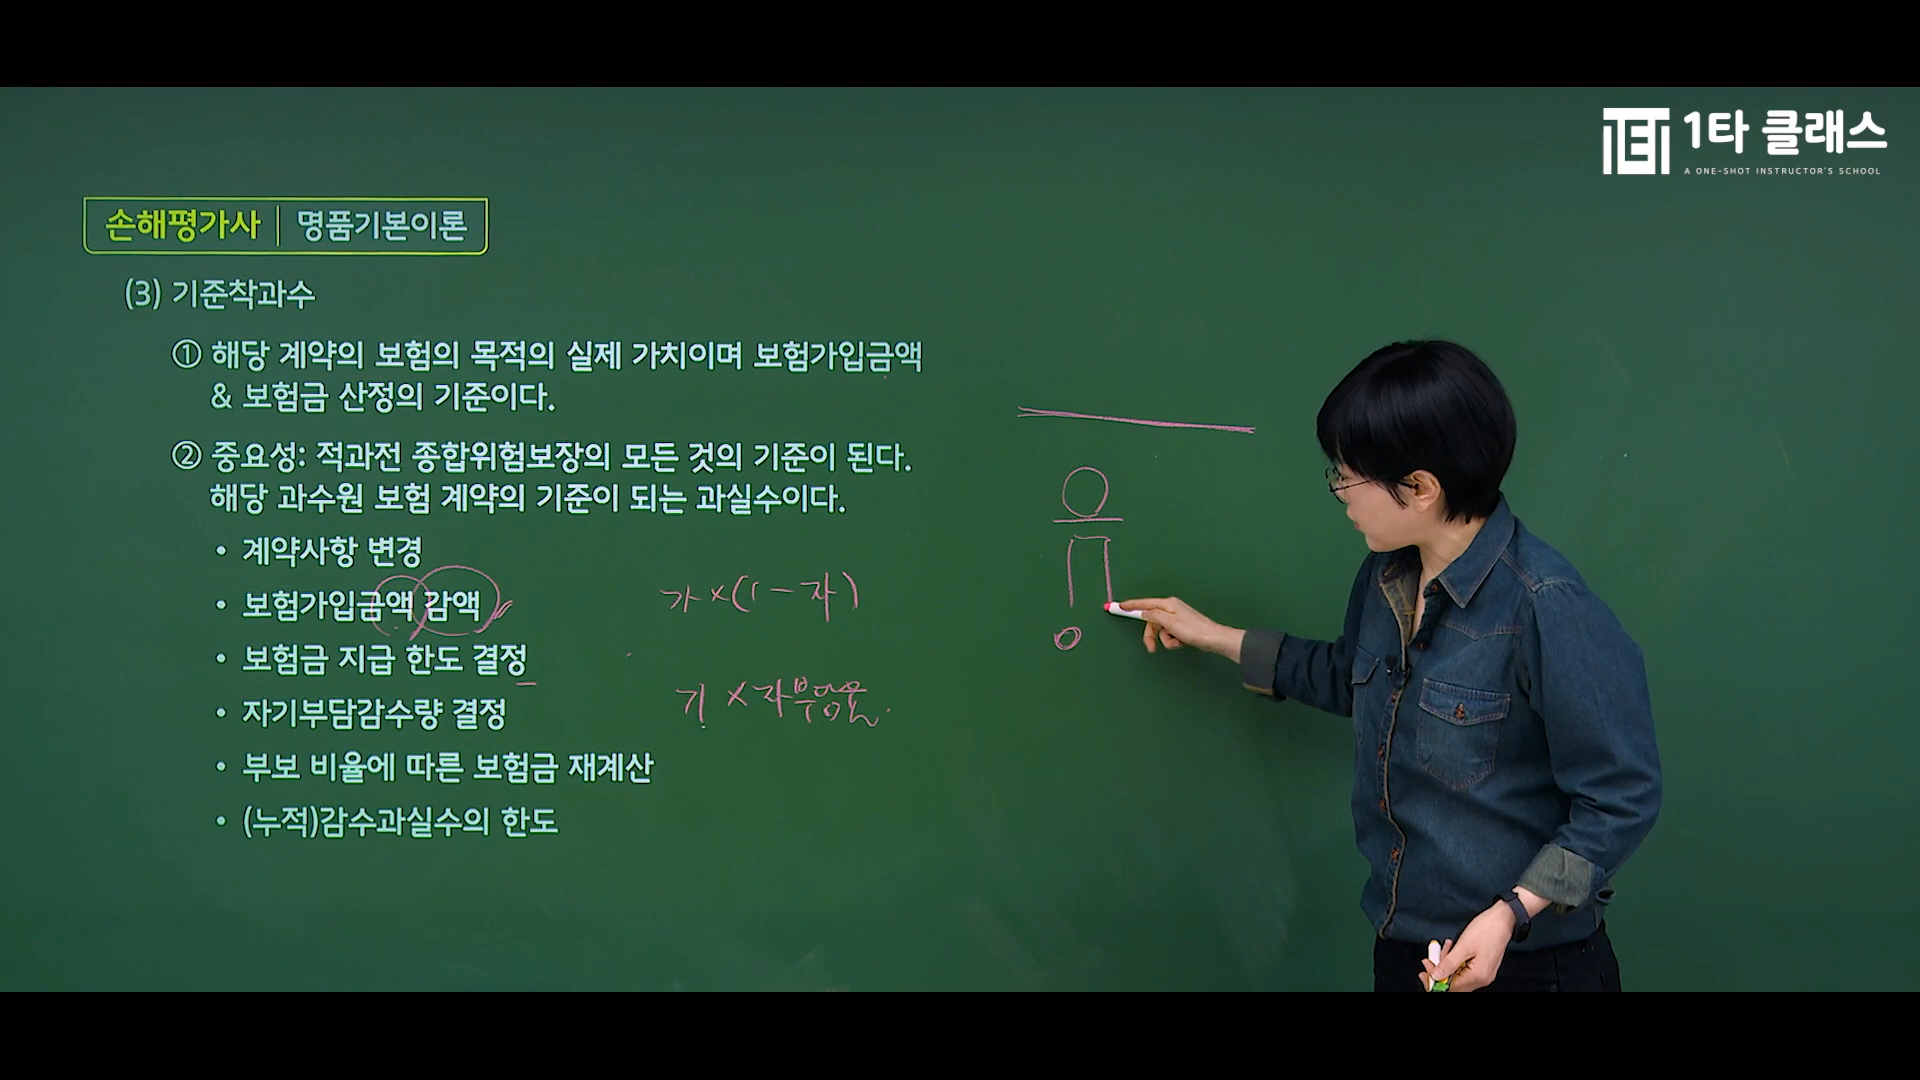 1타 클래스
A ONE-SHOT INSTRUCTOR'S SCHOOL
손해평가사 | 명품기본이론
(3) 기준착과수
① 해당 계약의 보험의 목적의 실제 가치이며 보험가입금액
& 보험금 산정의 기준이다.
② 중요성: 적과전 종합위험보장의 모든 것의 기준이 된다.
해당 과수원 보험 계약의 기준이 되는 과실수이다.
• 계약사항 변경
• 보험가입금액 감액
가×(1-자)
• 보험금 지급 한도 결정
기 × 자부담
• 자기부담감수량 결정
• 부보 비율에 따른 보험금 재계산
• (누적)감수과실수의 한도